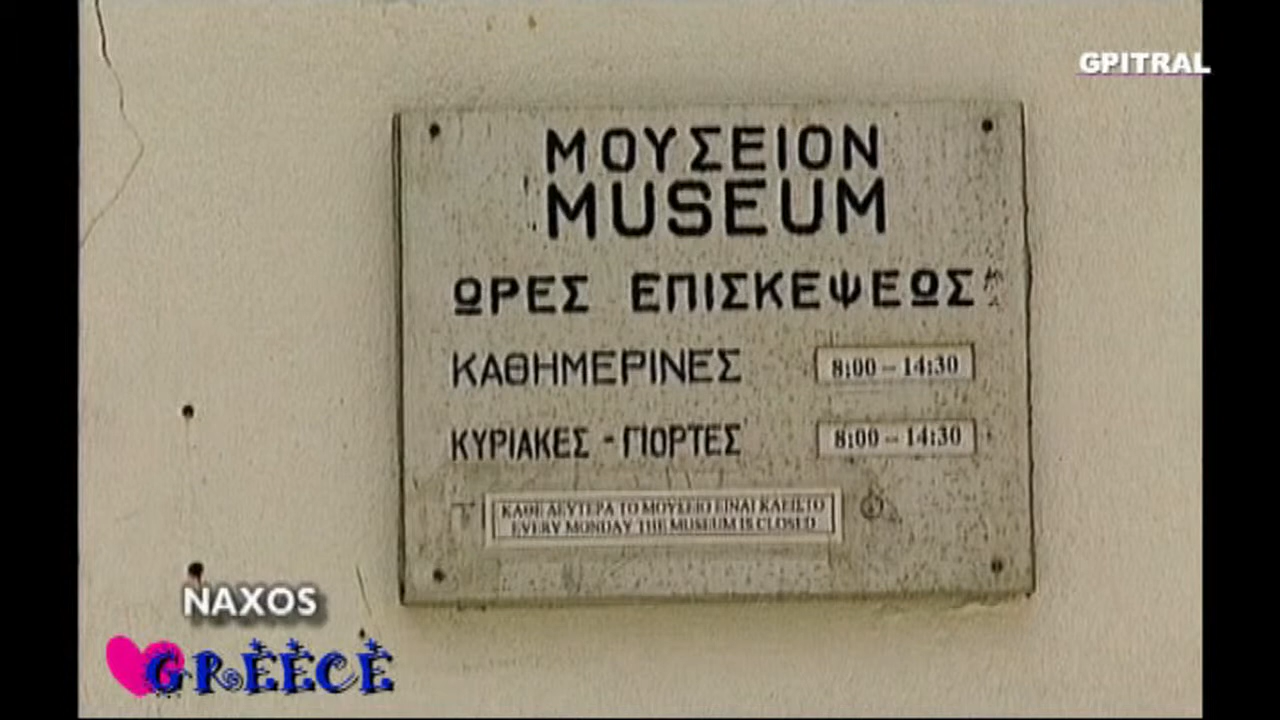 GPITRAL
ΜΟΥΣΕΙΟΝ
MUSEUM
ΩΡΕΣ ΕΠΙΣΚΕΨΕΩΣ
ΚΑΘΗΜΕΡΙΝΕΣ 8:00 – 14:30
ΚΥΡΙΑΚΕΣ - ΓΙΟΡΤΕΣ 8:00 – 14:30
ΚΑΘΕ ΔΕΥΤΕΡΑ ΤΟ ΜΟΥΣΕΙΟ ΕΙΝΑΙ ΚΛΕΙΣΤΟ
EVERY MONDAY THE MUSEUM IS CLOSED
NAXOS
GREECE